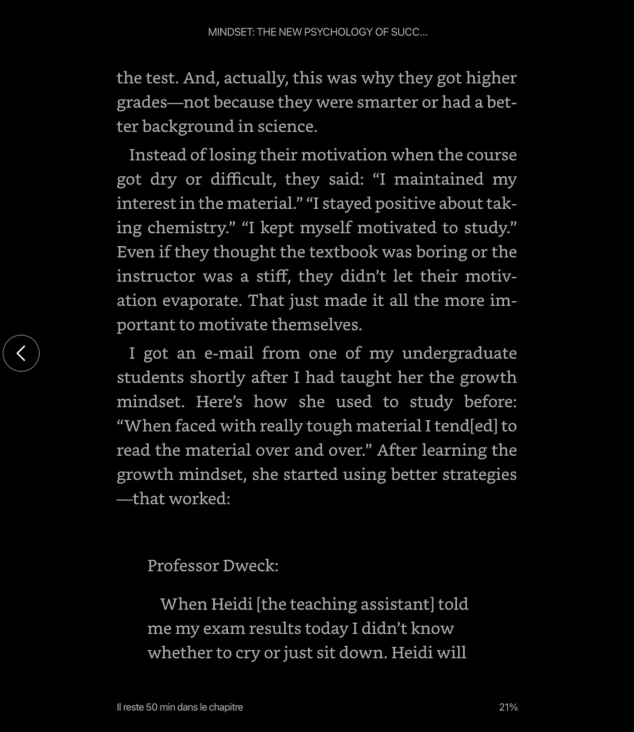 MINDSET: THE NEW PSYCHOLOGY OF SUCC...
the test. And, actually, this was why they got higher
grades—not because they were smarter or had a bet-
ter background in science.
Instead of losing their motivation when the course
got dry or difficult, they said: “I maintained my
interest in the material.” “I stayed positive about tak-
ing chemistry.” “I kept myself motivated to study.”
Even if they thought the textbook was boring or the
instructor was a stiff, they didn’t let their motiv-
ation evaporate. That just made it all the more im-
portant to motivate themselves.
I got an e-mail from one of my undergraduate
students shortly after I had taught her the growth
mindset. Here’s how she used to study before:
“When faced with really tough material I tend[ed] to
read the material over and over.” After learning the
growth mindset, she started using better strategies
—that worked:
Professor Dweck:
When Heidi [the teaching assistant] told
me my exam results today I didn’t know
whether to cry or just sit down. Heidi will
Il reste 50 min dans le chapitre
21%